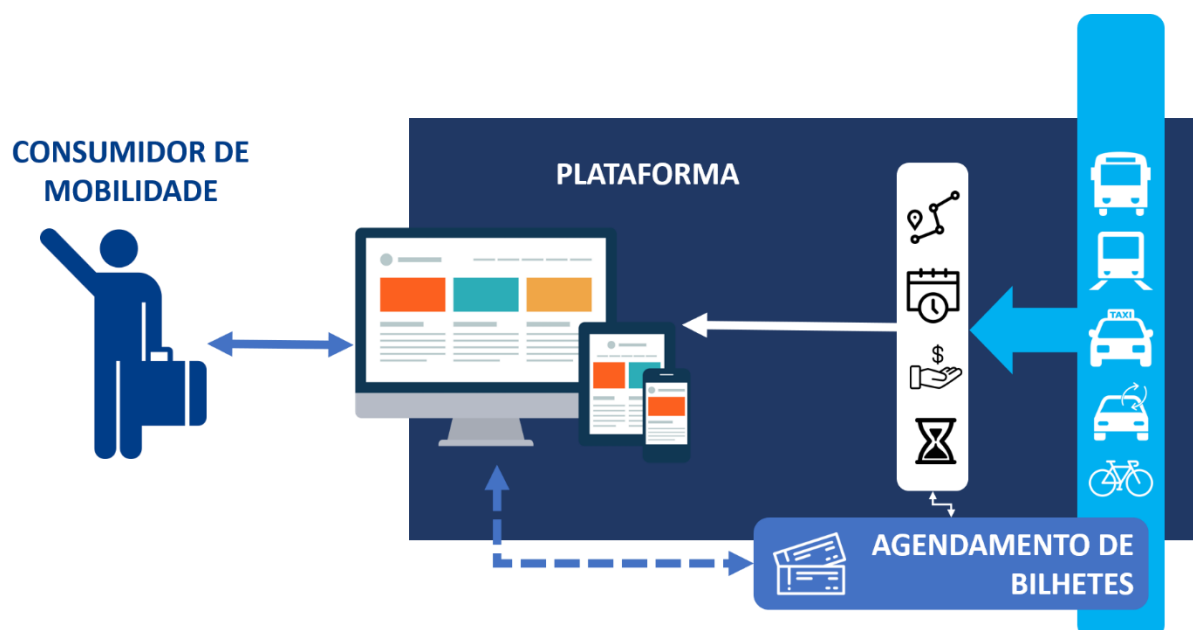 CONSUMIDOR DE
MOBILIDADE
PLATAFORMA
TAXI
$
AGENDAMENTO DE
BILHETES